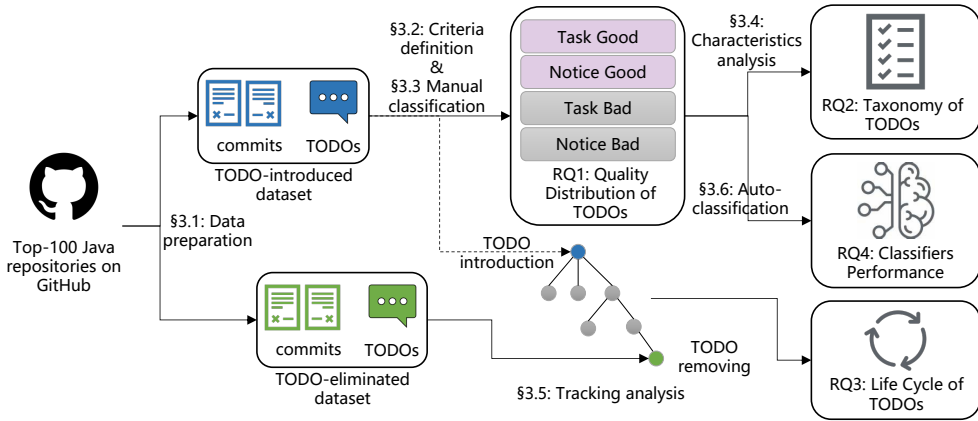 Top-100 Java
repositories on
GitHub
§3.1: Data
preparation
commits
TODOs
TODO-introduced
dataset
commits
TODOs
TODO-eliminated
dataset
§3.2: Criteria
definition
&
§3.3 Manual
classification
Task Good
Notice Good
Task Bad
Notice Bad
RQ1: Quality
Distribution of
TODOs
TODO
introduction
TODO
removing
§3.5: Tracking analysis
§3.4:
Characteristics
analysis
§3.6: Auto-
classification
RQ2: Taxonomy of
TODOs
RQ4: Classifiers
Performance
RQ3: Life Cycle of
TODOs